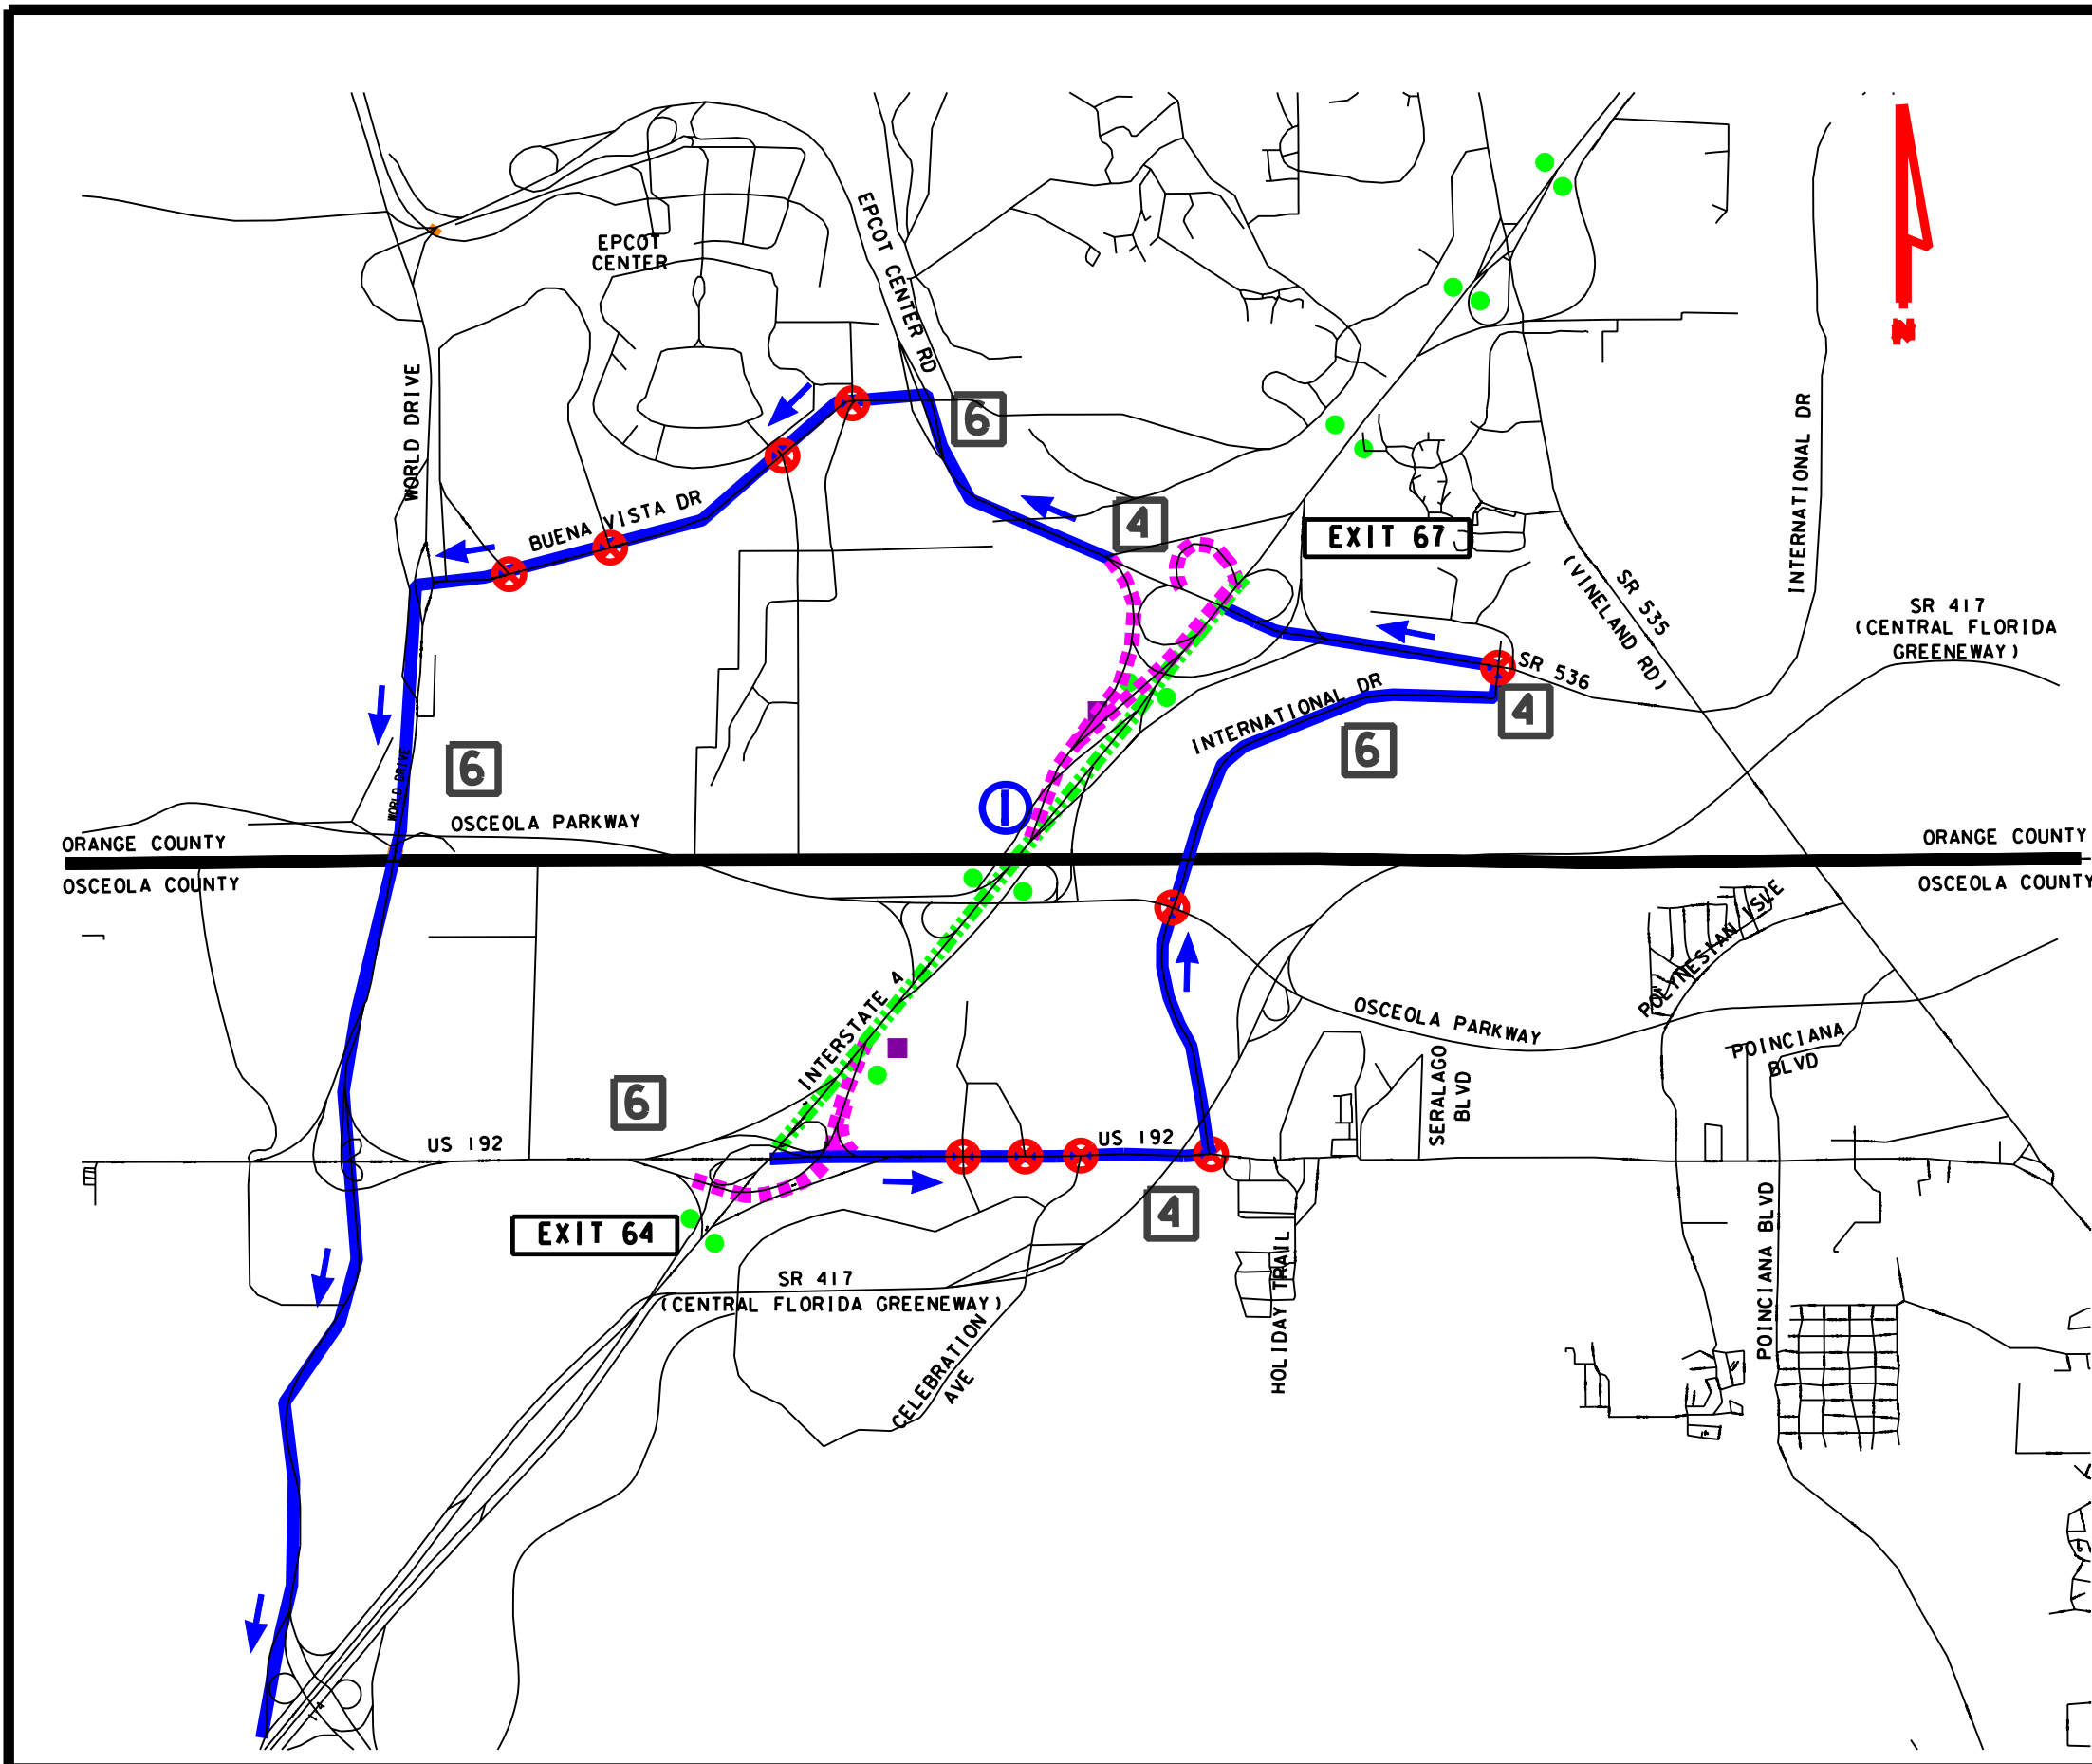 EPCOT
CENTER
EPCOT CENTER RD
WORLD DRIVE
6
BUENA VISTA DR
4
EXIT 67
INTERNATIONAL DR
SR 535
(VINELAND RD)
SR 417
(CENTRAL FLORIDA
GREENEWAY)
SR 536
4
INTERNATIONAL DR
6
6
WORLD DRIVE
OSCEOLA PARKWAY
ORANGE COUNTY
OSCEOLA COUNTY
ORANGE COUNTY
OSCEOLA COUNTY
POLYNESIAN ISLE
INTERSTATE 4
OSCEOLA PARKWAY
POINCIANA
BLVD
SERALAGO
BLVD
6
US 192
US 192
4
EXIT 64
SR 417
(CENTRAL FLORIDA GREENEWAY)
CELEBRATION
AVE
HOLIDAY TRAIL
POINCIANA BLVD
N